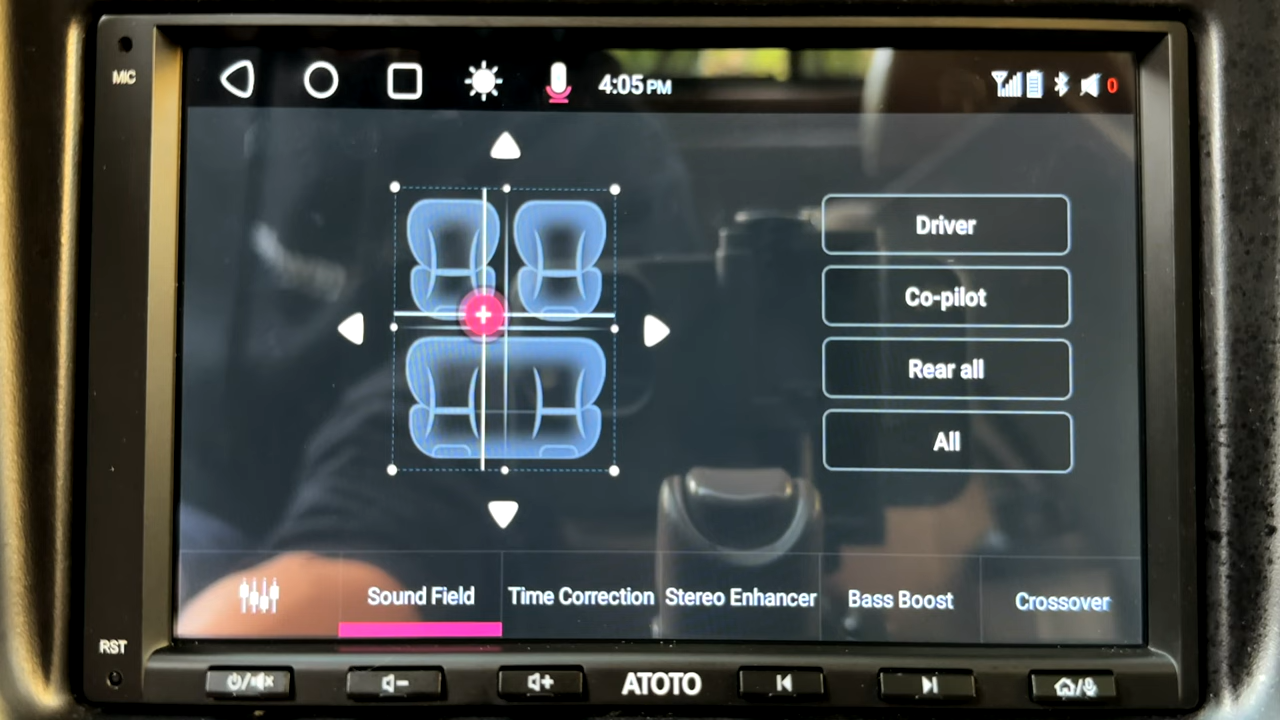 MIC
4:05 PM
0
Driver
Co-pilot
Rear all
All
Sound Field
Time Correction
Stereo Enhancer
Bass Boost
Crossover
RST
ATOTO